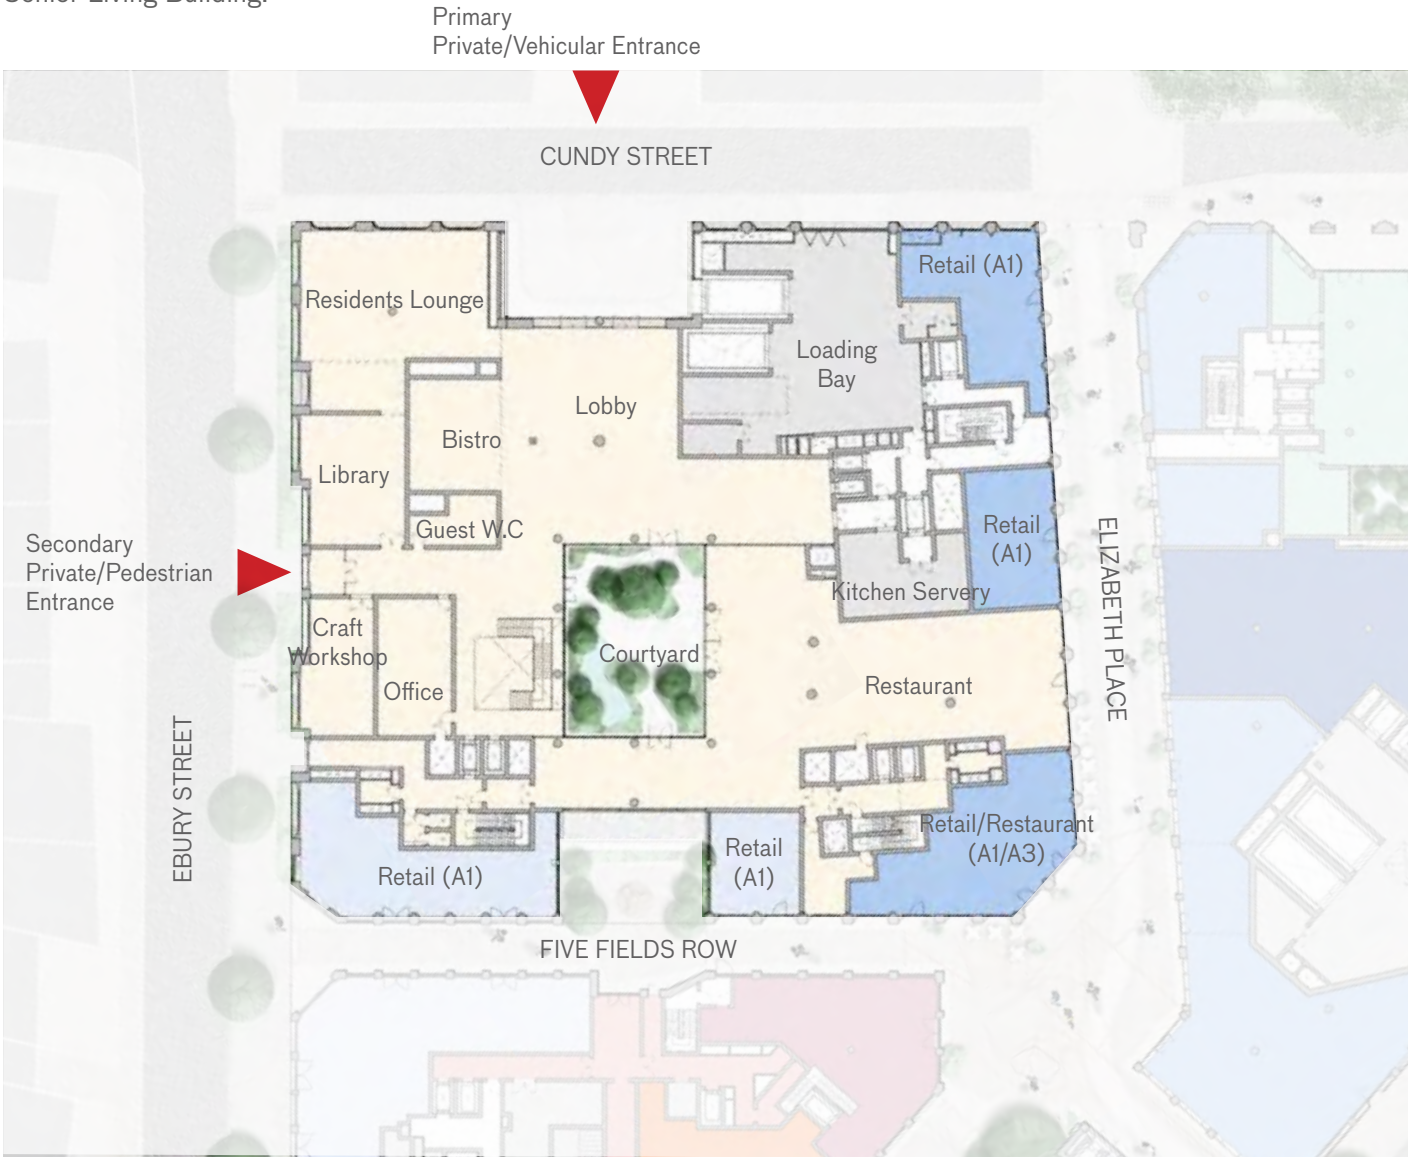 Senior Living Building.
Primary
Private/Vehicular Entrance
CUNDY STREET
Retail (A1)
Residents Lounge
Loading
Bay
Lobby
Bistro
Library
Guest W.C
Retail
(A1)
Secondary
Private/Pedestrian
Entrance
Kitchen Servery
ELIZABETH PLACE
Craft
Workshop
Courtyard
Office
Restaurant
EBURY STREET
Retail/Restaurant
(A1/A3)
Retail
(A1)
Retail (A1)
FIVE FIELDS ROW